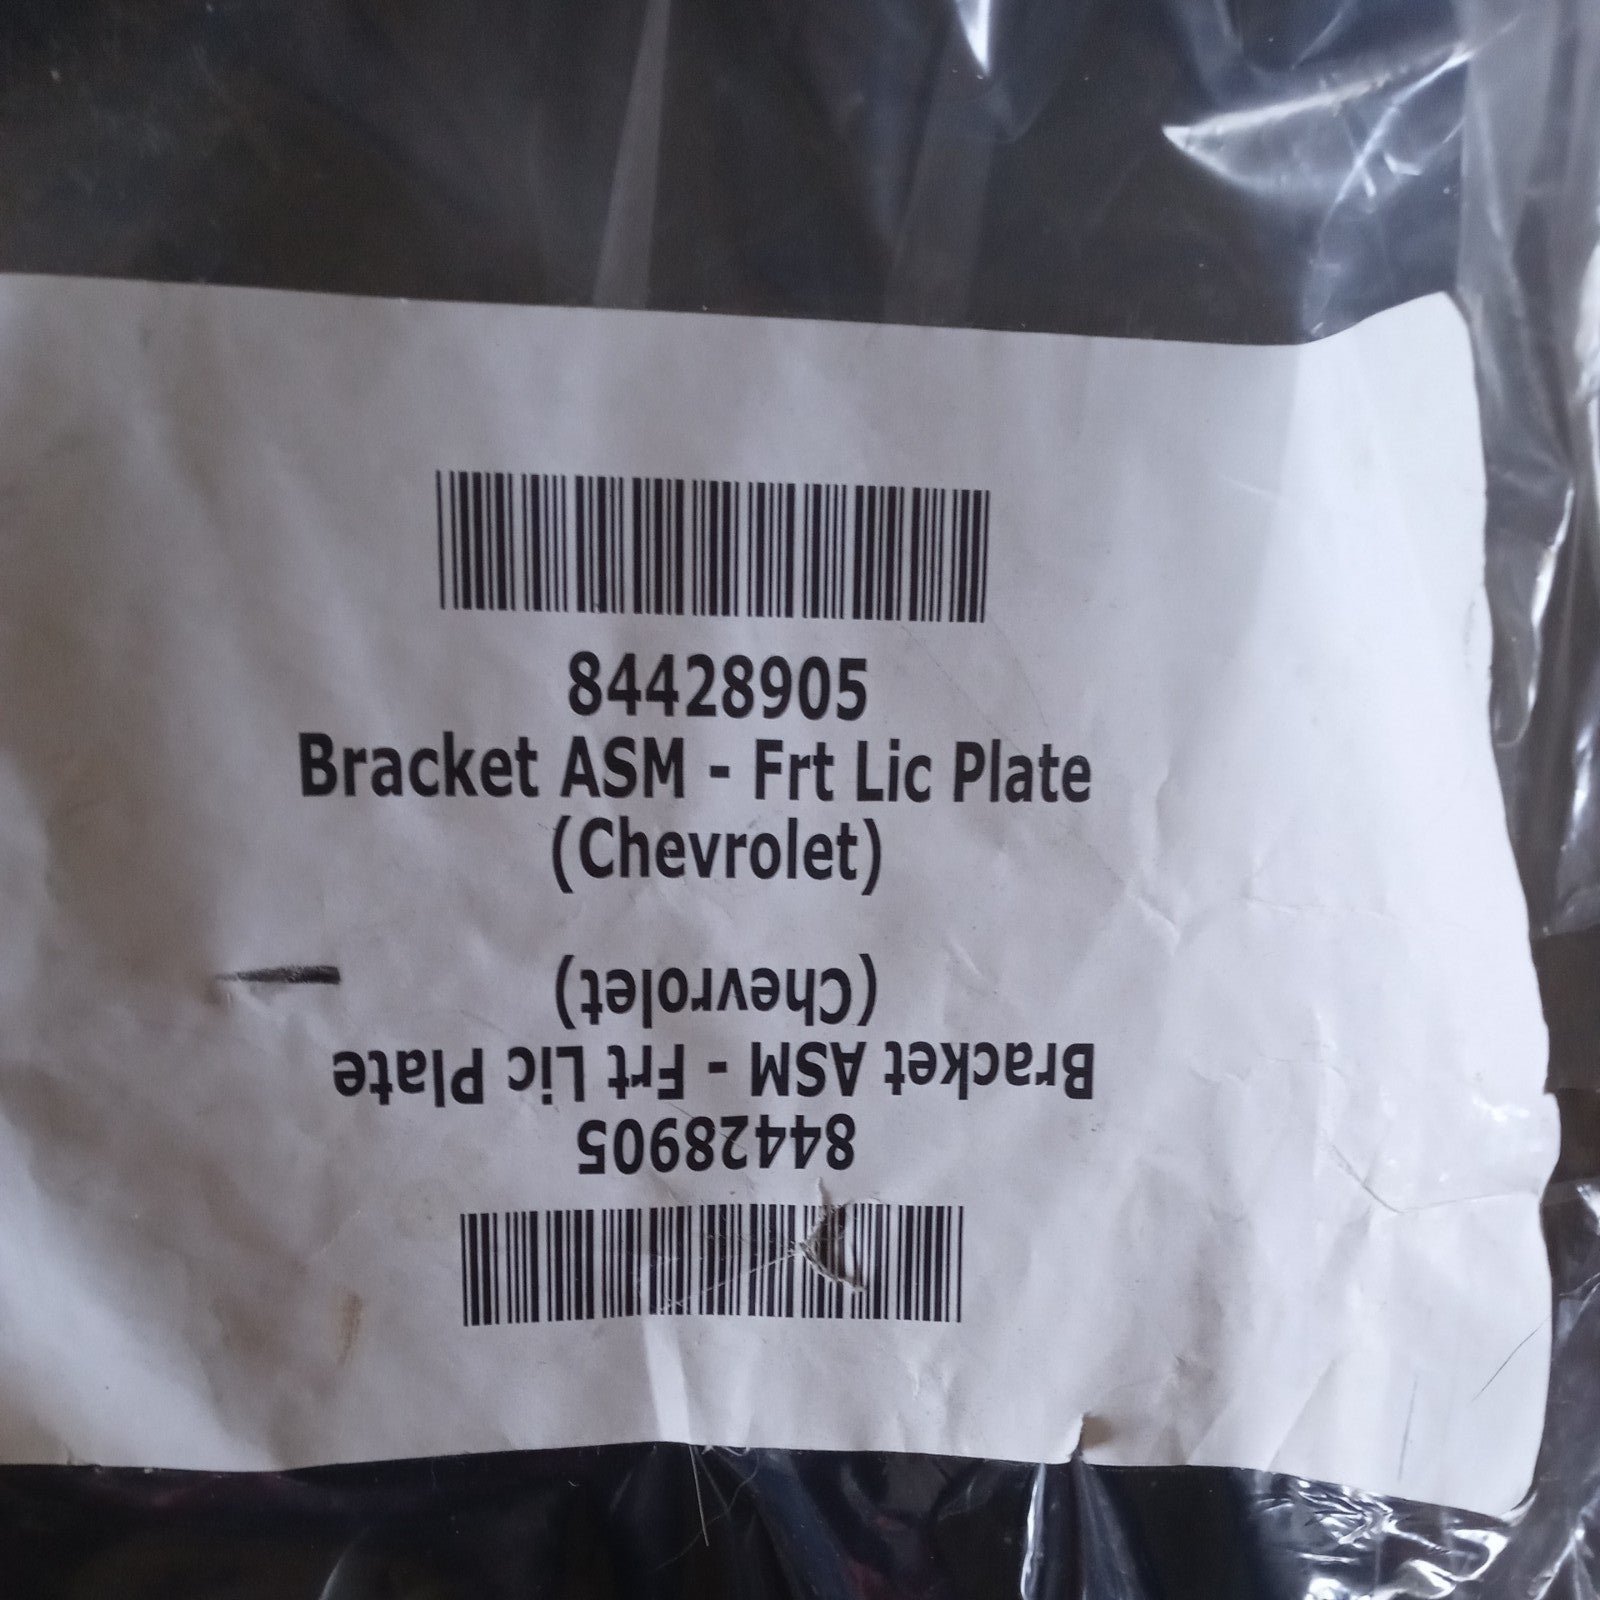 84428905
Bracket ASM - Frt Lic Plate
(Chevrolet)
84428905
Bracket ASM - Frt Lic Plate
(Chevrolet)